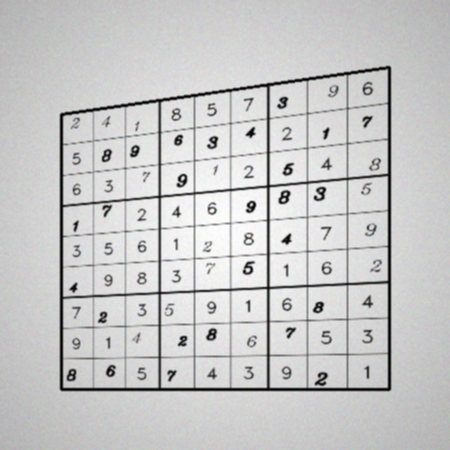 2 4 1 8 5 7 3 9 6
5 8 9 6 3 4 2 1 7
6 3 7 9 1 2 5 4 8
1 7 2 4 6 9 8 3 5
3 5 6 1 2 8 4 7 9
4 9 8 3 7 5 1 6 2
7 2 3 5 9 1 6 8 4
9 1 4 2 8 6 7 5 3
8 6 5 7 4 3 9 2 1